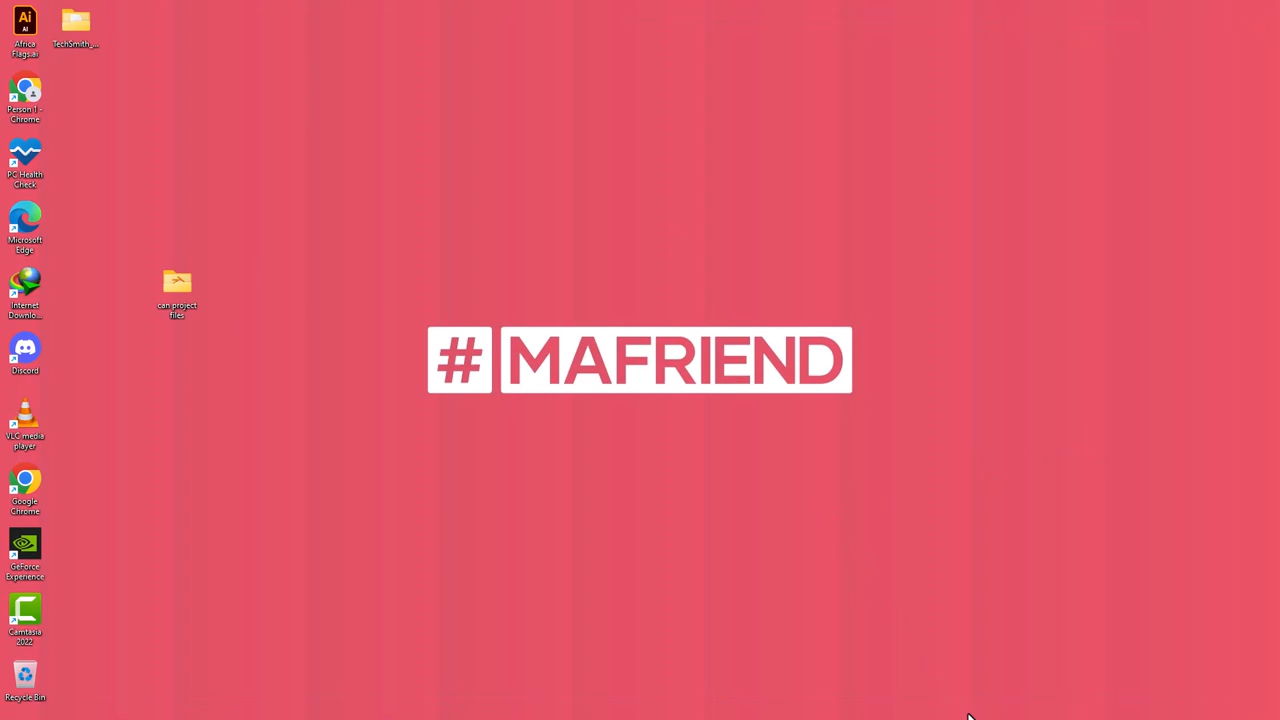 Ai
AI
Africa
Flags.ai
TechSmith_...
Person 1 -
Chrome
PC Health
Check
Microsoft
Edge
Internet
Downlo...
can project
files
# MAFRIEND
Discord
VLC media
player
Google
Chrome
GeForce
Experience
Camtasia
2022
Recycle Bin